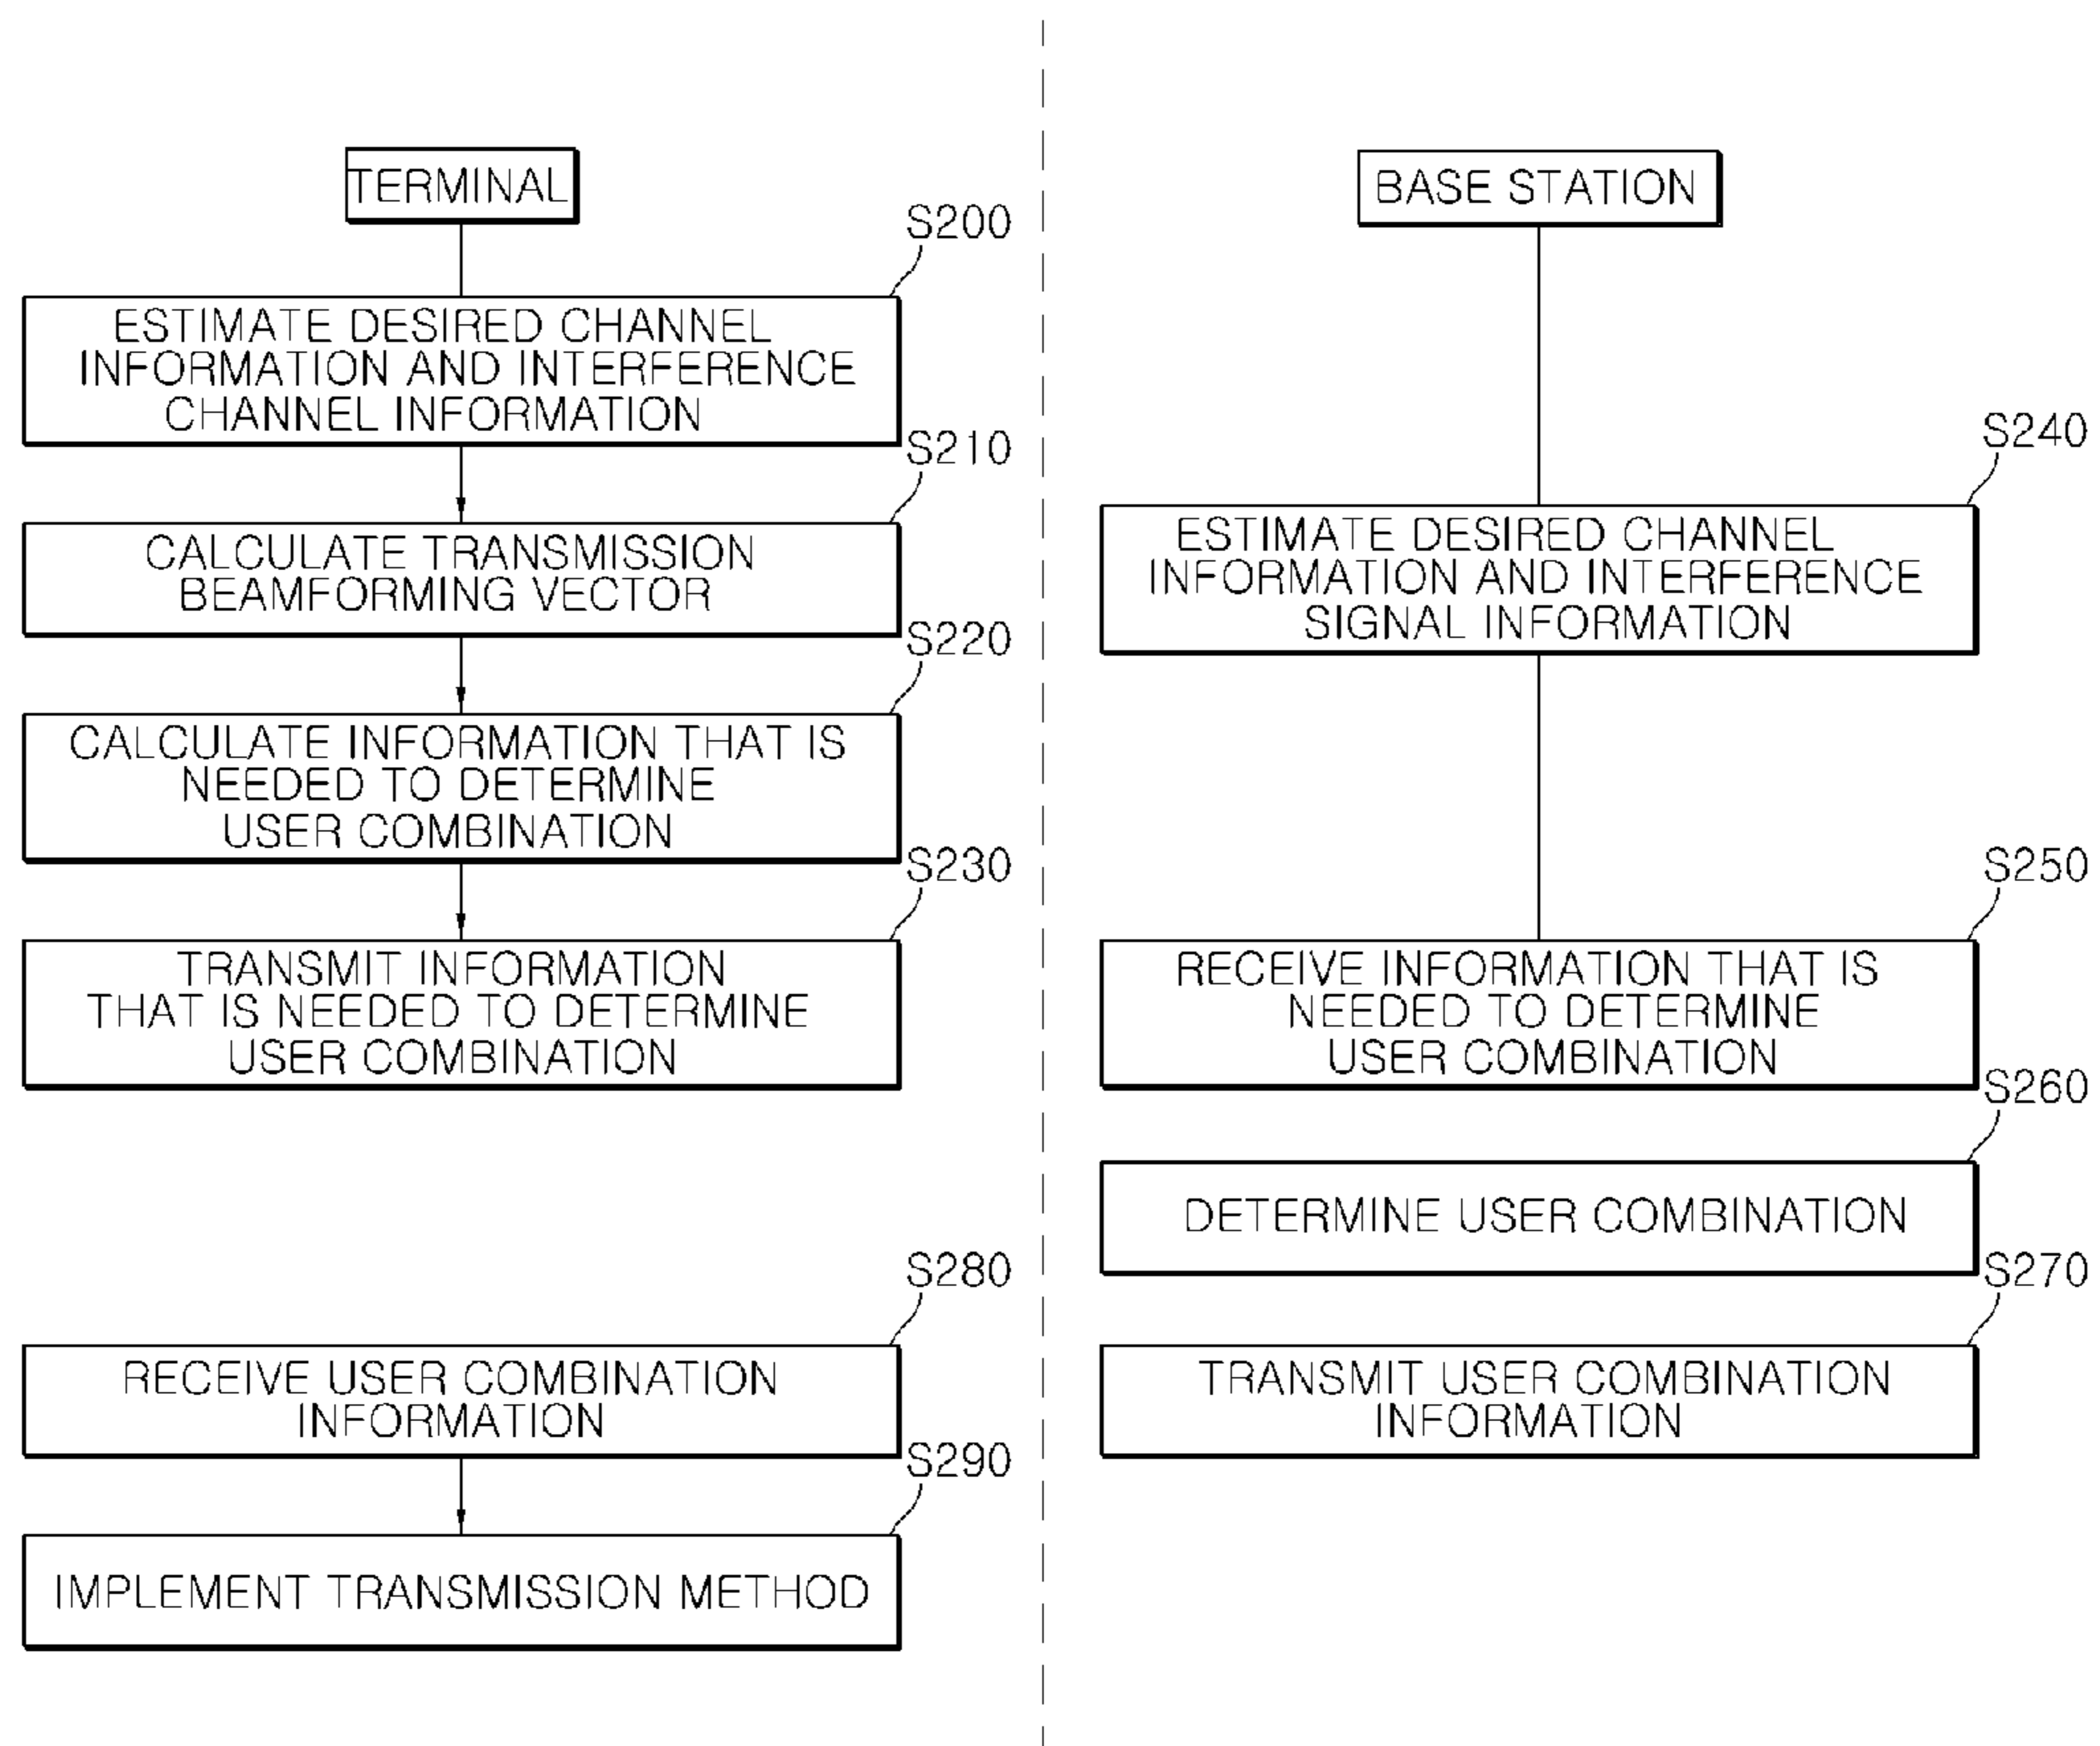 TERMINAL
S200
ESTIMATE DESIRED CHANNEL
INFORMATION AND INTERFERENCE
CHANNEL INFORMATION
S210
CALCULATE TRANSMISSION
BEAMFORMING VECTOR
S220
CALCULATE INFORMATION THAT IS
NEEDED TO DETERMINE
USER COMBINATION
S230
TRANSMIT INFORMATION
THAT IS NEEDED TO DETERMINE
USER COMBINATION
S280
RECEIVE USER COMBINATION
INFORMATION
S290
IMPLEMENT TRANSMISSION METHOD
BASE STATION
S240
ESTIMATE DESIRED CHANNEL
INFORMATION AND INTERFERENCE
SIGNAL INFORMATION
S250
RECEIVE INFORMATION THAT IS
NEEDED TO DETERMINE
USER COMBINATION
S260
DETERMINE USER COMBINATION
S270
TRANSMIT USER COMBINATION
INFORMATION